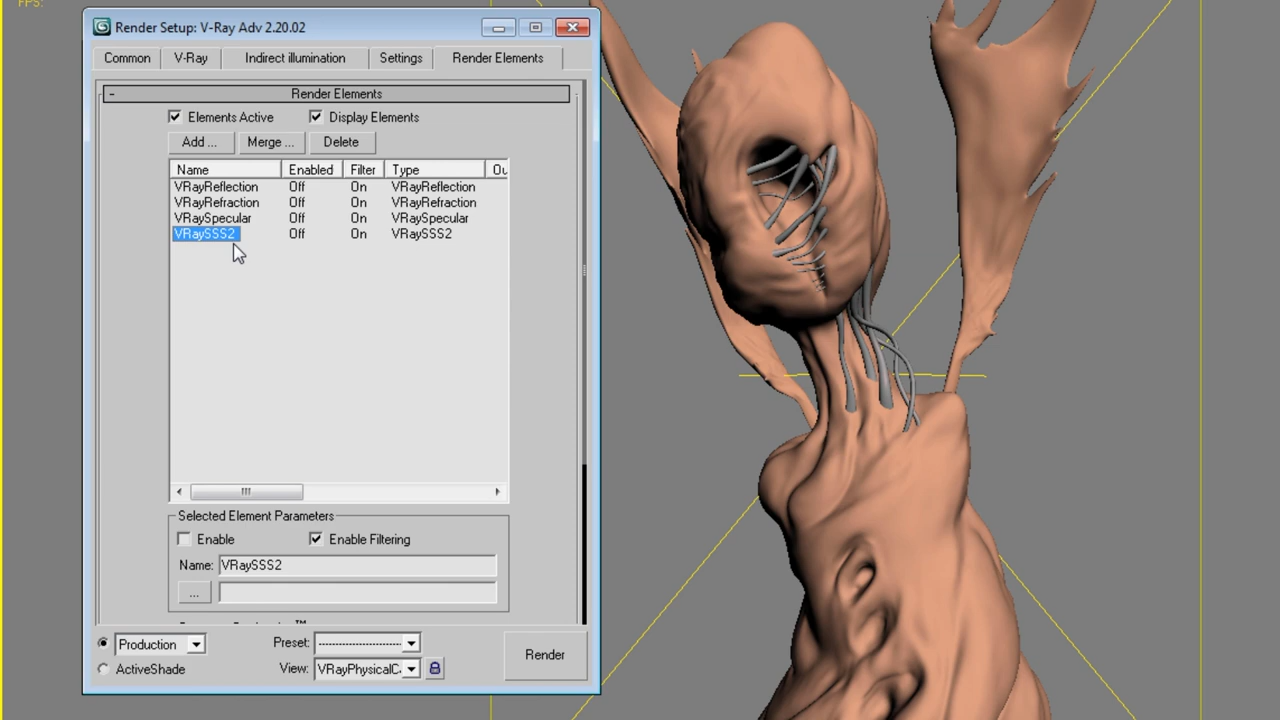 FPS:
Render Setup: V-Ray Adv 2.20.02
Common V-Ray Indirect illumination Settings Render Elements
- Render Elements
Elements Active Display Elements
Add ... Merge ... Delete
Name Enabled Filter Type Ou
VRayReflection Off On VRayReflection
VRayRefraction Off On VRayRefraction
VRaySpecular Off On VRaySpecular
VRaySSS2 Off On VRaySSS2
Selected Element Parameters
Enable Enable Filtering
Name: VRaySSS2
...
Production Preset: --------------------
ActiveShade View: VRayPhysicalC
Render